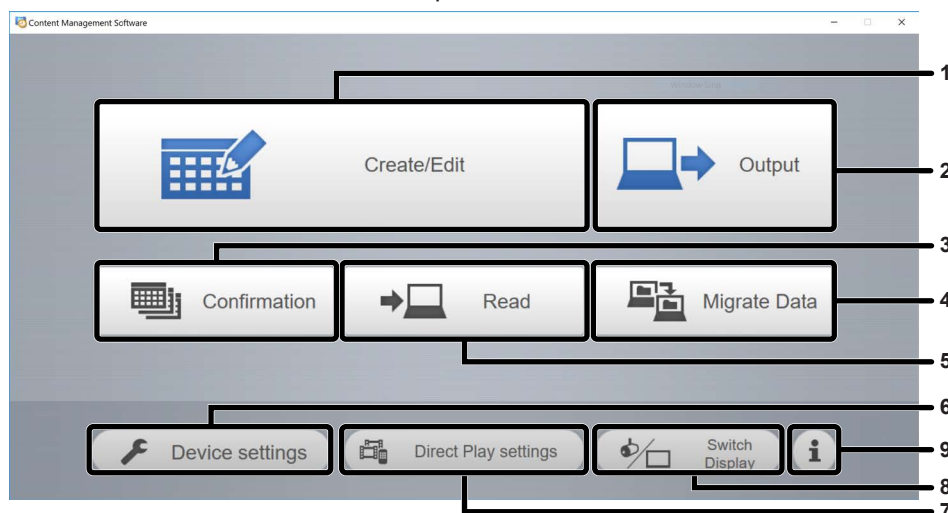 Content Management Software
1
Create/Edit
Output
2
3
Confirmation
Read
Migrate Data
4
5
6
Device settings
Direct Play settings
Switch
Display
9
8
7